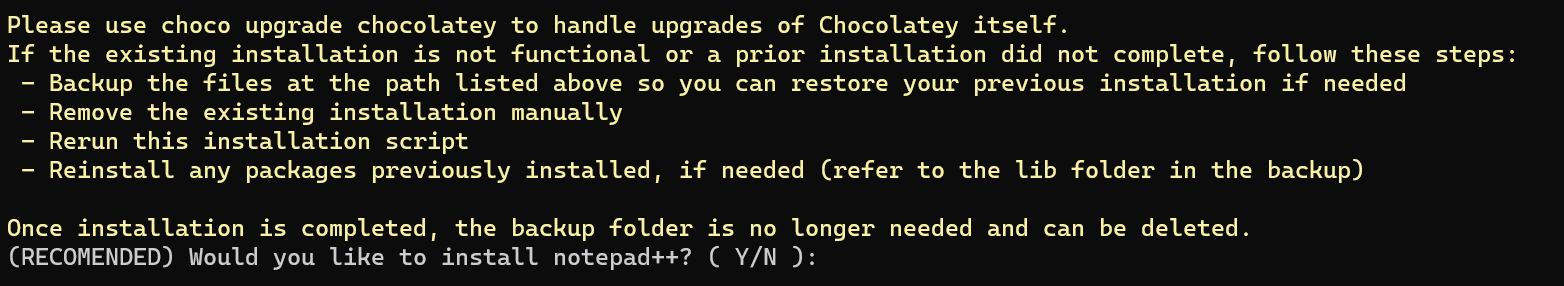 Please use choco upgrade chocolatey to handle upgrades of Chocolatey itself.
If the existing installation is not functional or a prior installation did not complete, follow these steps:
 - Backup the files at the path listed above so you can restore your previous installation if needed
 - Remove the existing installation manually
 - Rerun this installation script
 - Reinstall any packages previously installed, if needed (refer to the lib folder in the backup)

Once installation is completed, the backup folder is no longer needed and can be deleted.
(RECOMENDED) Would you like to install notepad++? ( Y/N ):